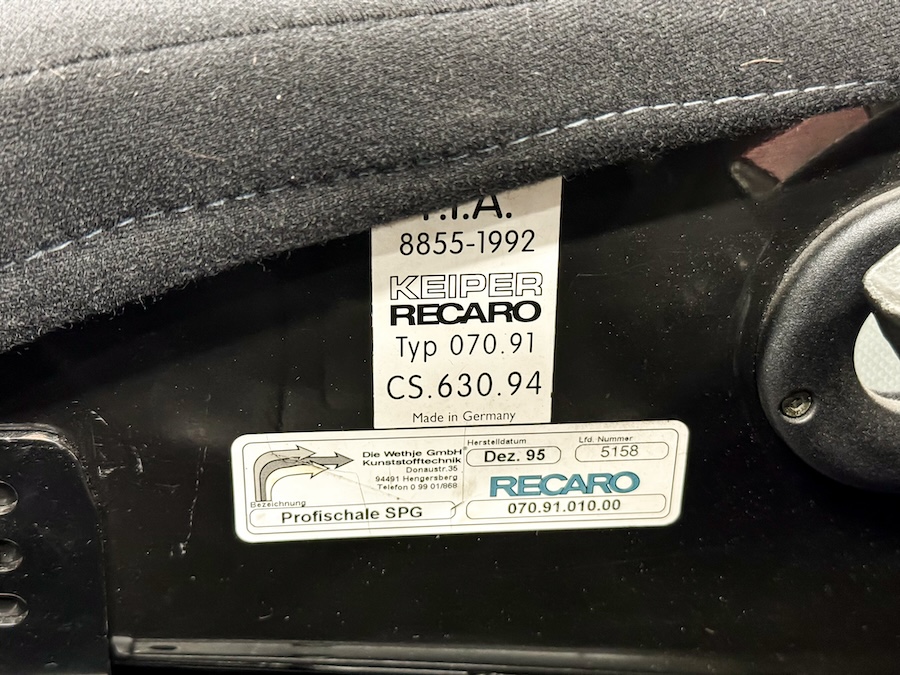 F.I.A.
8855-1992
KEIPER
RECARO
Typ 070.91
CS.630.94
Made in Germany
Die Wethje GmbH
Kunststofftechnik
Donaustr.35
94491 Hengersberg
Telefon 0 99 01/868
Herstelldatum
Dez. 95
Lfd. Nummer
5158
RECARO
Bezeichnung
Profischale SPG
070.91.010.00